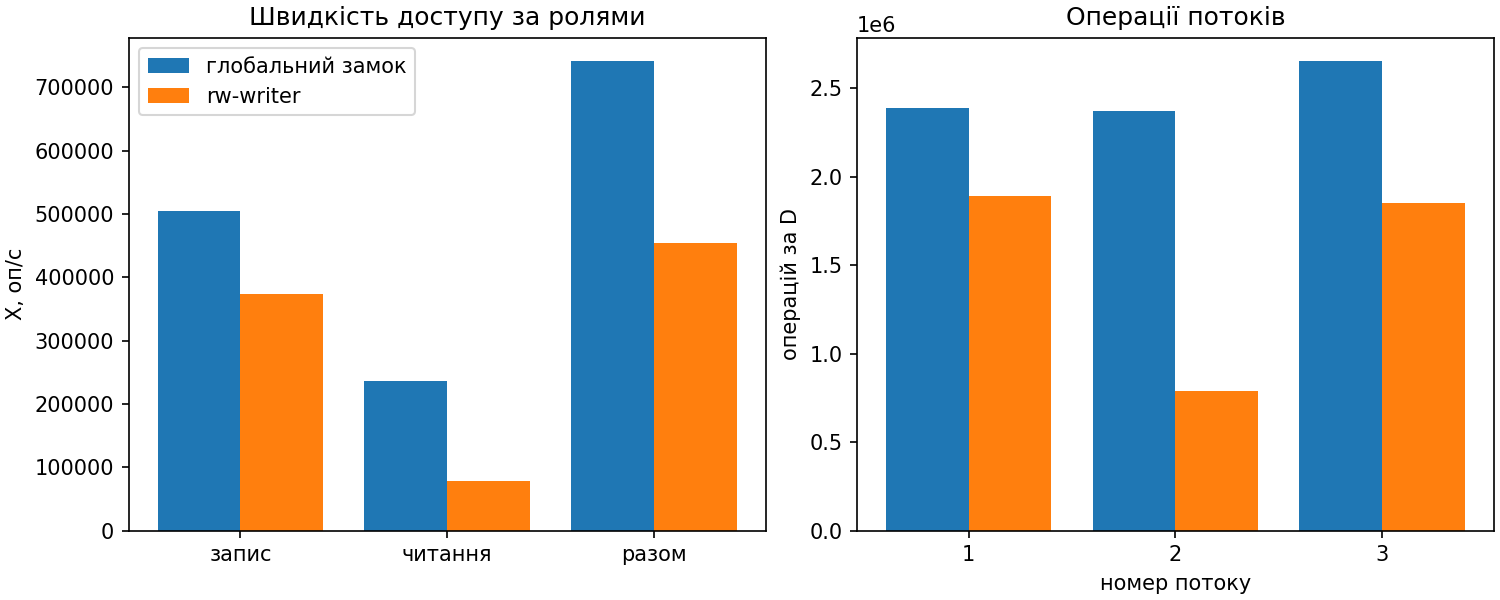 Швидкість доступу за ролями
X, оп/с
700000
600000
500000
400000
300000
200000
100000
0
глобальний замок
rw-writer
запис
читання
разом
Операції потоків
1e6
операцій за D
2.5
2.0
1.5
1.0
0.5
0.0
1
2
3
номер потоку